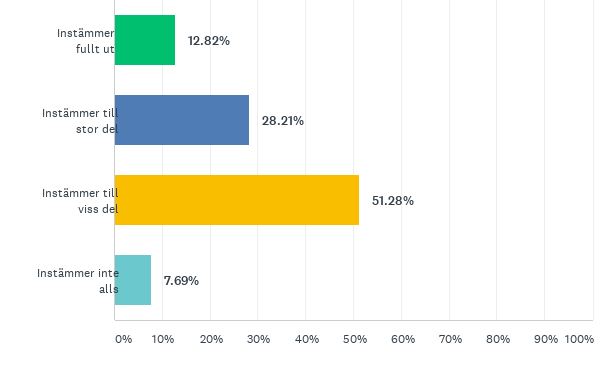 Instämmer
fullt ut
12.82%
Instämmer till
stor del
28.21%
Instämmer till
viss del
51.28%
Instämmer inte
alls
7.69%
0% 10% 20% 30% 40% 50% 60% 70% 80% 90% 100%